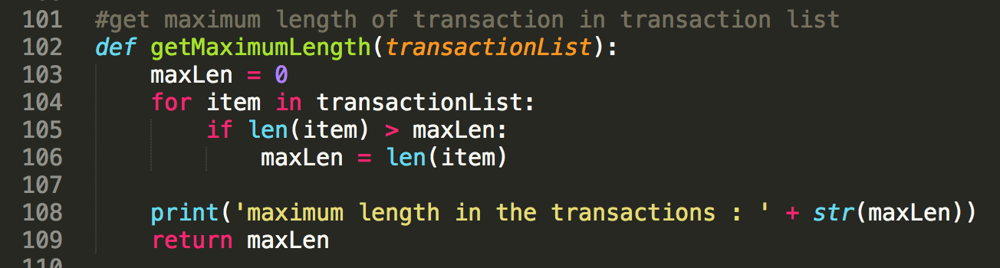 101 #get maximum length of transaction in transaction list
102 def getMaximumLength(transactionList):
103     maxLen = 0
104     for item in transactionList:
105         if len(item) > maxLen:
106             maxLen = len(item)
107
108     print('maximum length in the transactions : ' + str(maxLen))
109     return maxLen
110